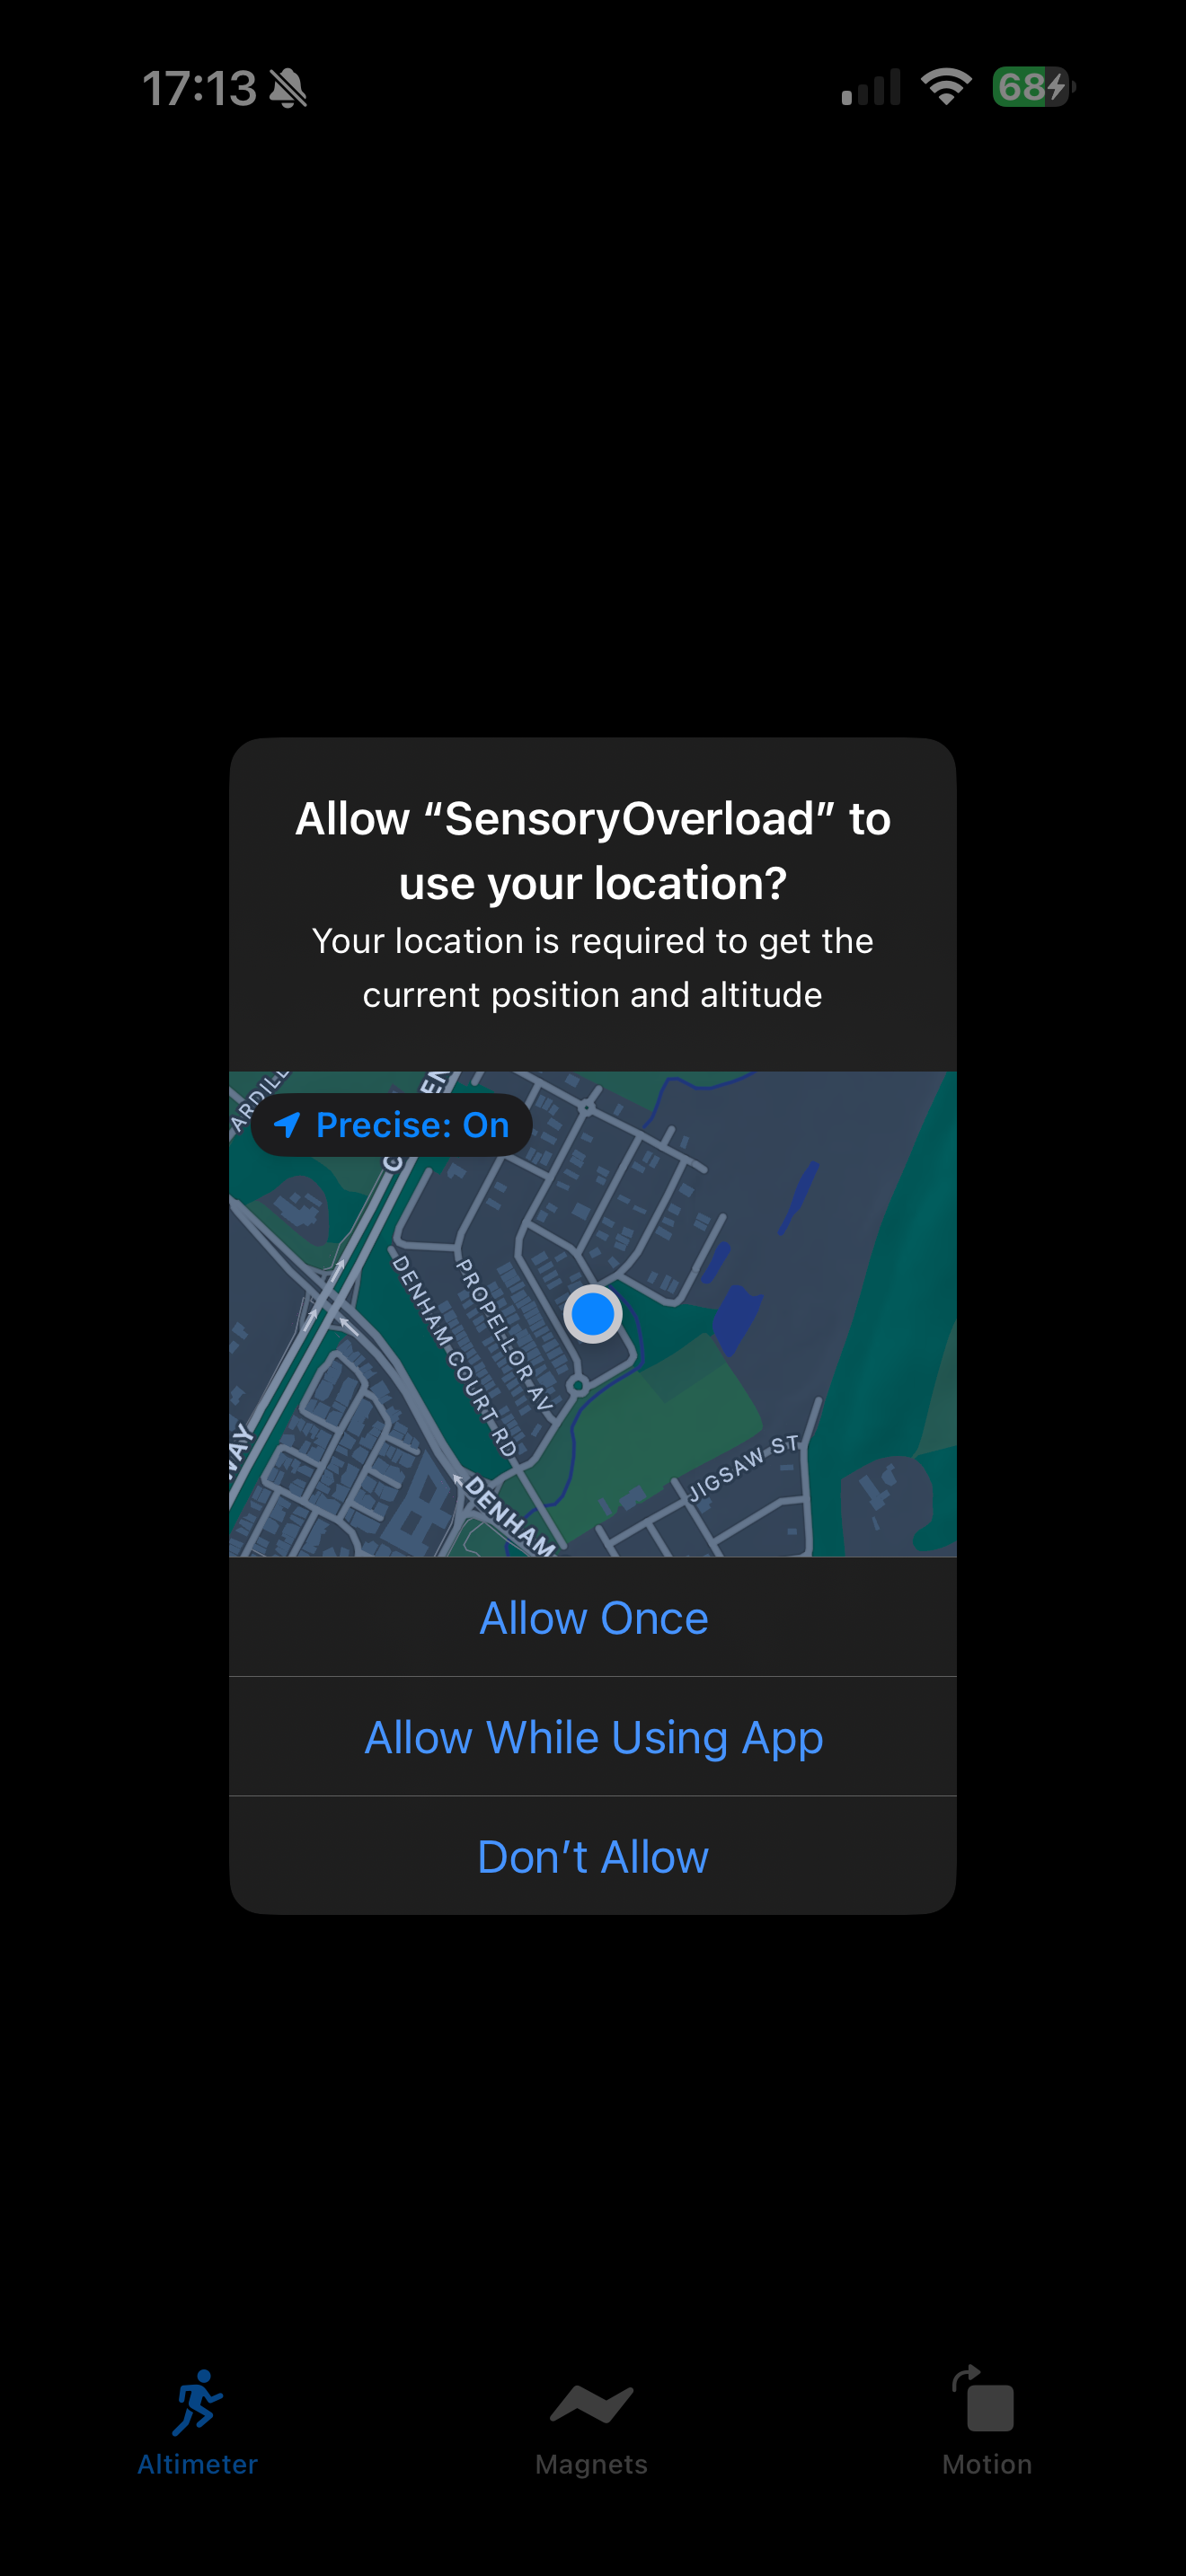 17:13
68
Allow “SensoryOverload” to
use your location?
Your location is required to get the
current position and altitude
Precise: On
DENHAM COURT RD
PROPELLOR AV
JIGSAW ST
DENHAM
Allow Once
Allow While Using App
Don’t Allow
Altimeter
Magnets
Motion